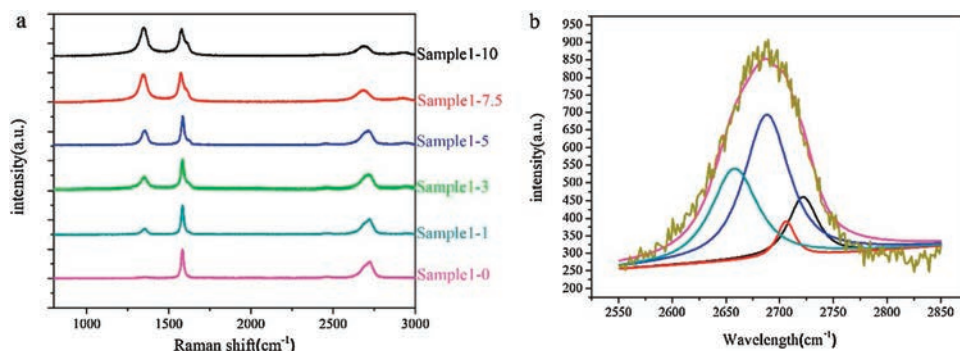 a
intensity(a.u.)
Sample1-10
Sample1-7.5
Sample1-5
Sample1-3
Sample1-1
Sample1-0
1000 1500 2000 2500 3000
Raman shift(cm-1)
b
intensity(a.u.)
950
900
850
800
750
700
650
600
550
500
450
400
350
300
250
200
2550 2600 2650 2700 2750 2800 2850
Wavelength(cm-1)